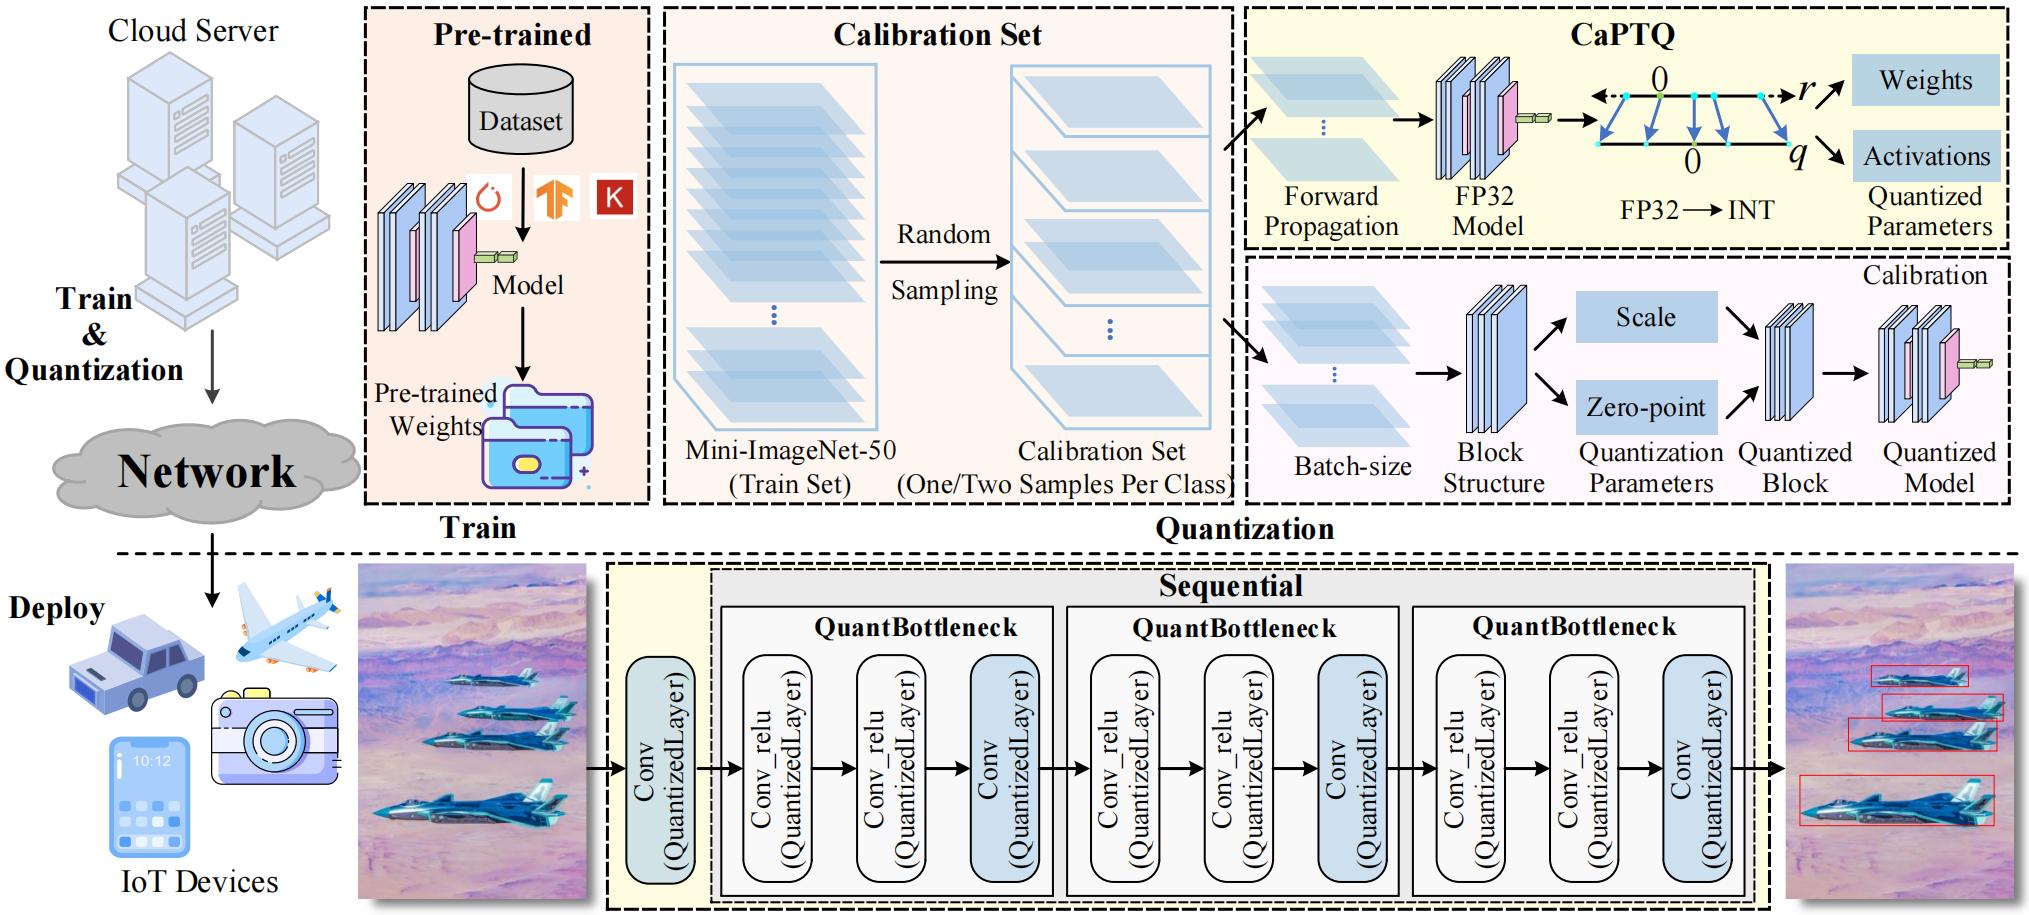 Cloud Server
Train
&
Quantization
Network
Deploy
10:12
IoT Devices
Pre-trained
Dataset
K
Model
Pre-trained
Weights
Train
Calibration Set
Random
Sampling
Mini-ImageNet-50
(Train Set)
Calibration Set
(One/Two Samples Per Class)
CaPTQ
Forward
Propagation
FP32
Model
0
r
0
q
FP32 → INT
Weights
Activations
Quantized
Parameters
Calibration
Batch-size
Block
Structure
Scale
Zero-point
Quantization
Parameters
Quantized
Block
Quantized
Model
Quantization
Sequential
Conv
(QuantizedLayer)
QuantBottleneck
Conv_relu
(QuantizedLayer)
Conv_relu
(QuantizedLayer)
Conv
(QuantizedLayer)
QuantBottleneck
Conv_relu
(QuantizedLayer)
Conv_relu
(QuantizedLayer)
Conv
(QuantizedLayer)
QuantBottleneck
Conv_relu
(QuantizedLayer)
Conv_relu
(QuantizedLayer)
Conv
(QuantizedLayer)